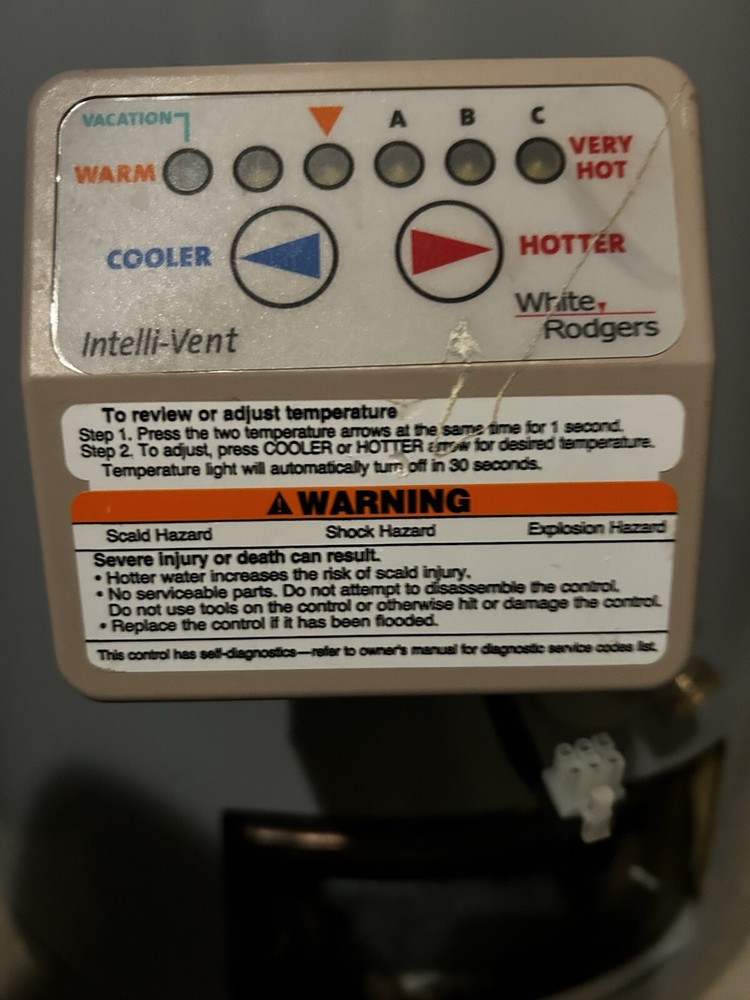 VACATION
A B C
WARM
VERY
HOT
COOLER
HOTTER
White
Rodgers
Intelli-Vent
To review or adjust temperature
Step 1. Press the two temperature arrows at the same time for 1 second.
Step 2. To adjust, press COOLER or HOTTER arrow for desired temperature.
Temperature light will automatically turn off in 30 seconds.
WARNING
Scald Hazard Shock Hazard Explosion Hazard
Severe injury or death can result.
• Hotter water increases the risk of scald injury.
• No serviceable parts. Do not attempt to disassemble the control.
Do not use tools on the control or otherwise hit or damage the control.
• Replace the control if it has been flooded.
This control has self-diagnostics—refer to owner's manual for diagnostic service codes list.